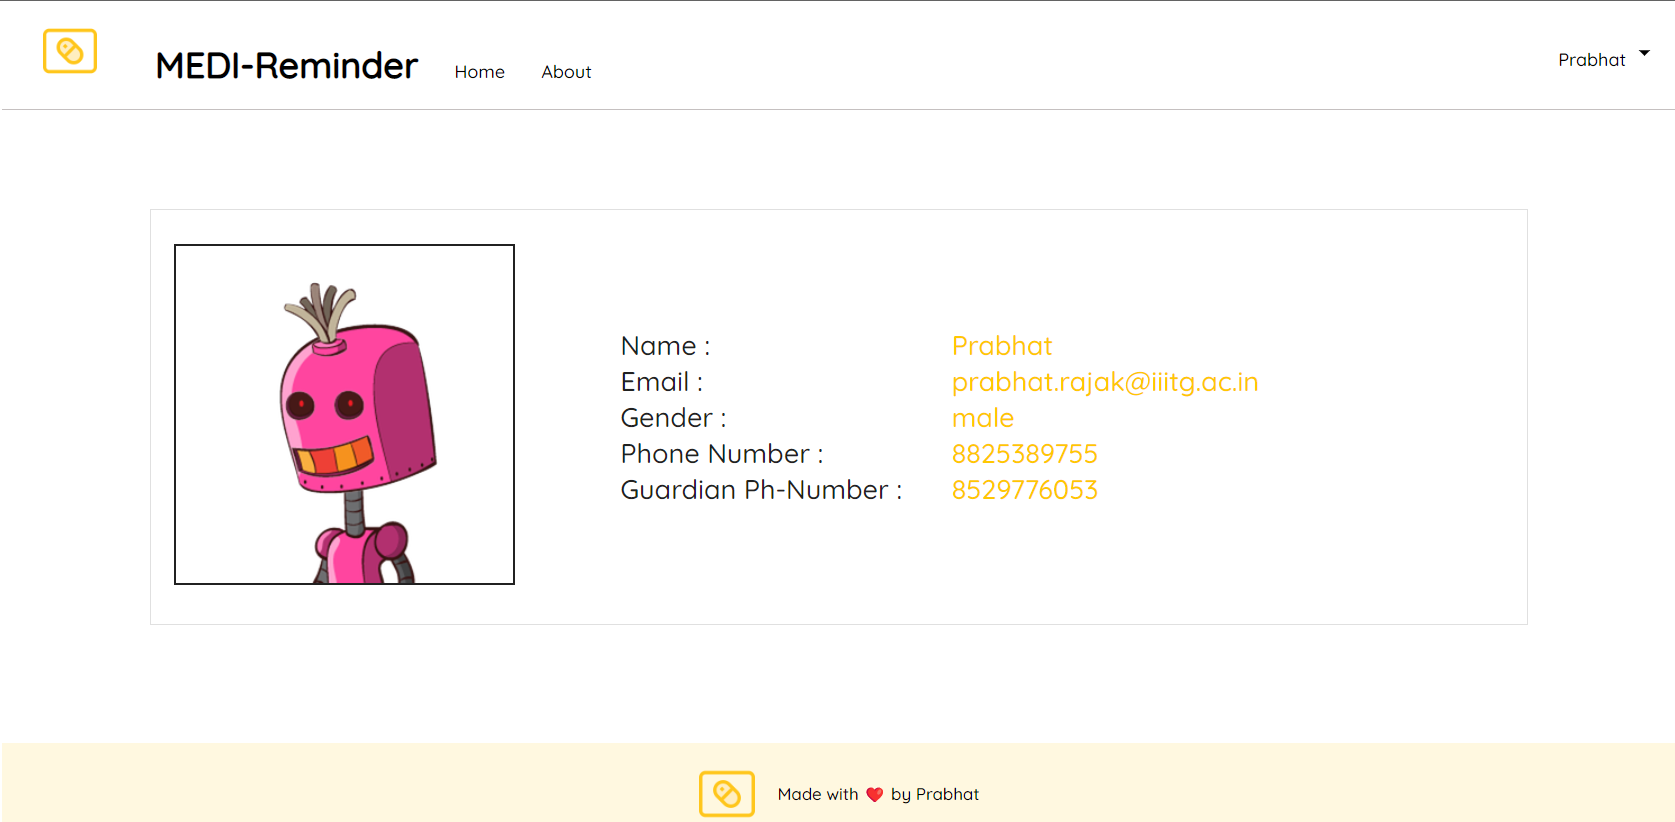 MEDI-Reminder Home About Prabhat
Name : Prabhat
Email : prabhat.rajak@iiitg.ac.in
Gender : male
Phone Number : 8825389755
Guardian Ph-Number : 8529776053
Made with ❤️ by Prabhat